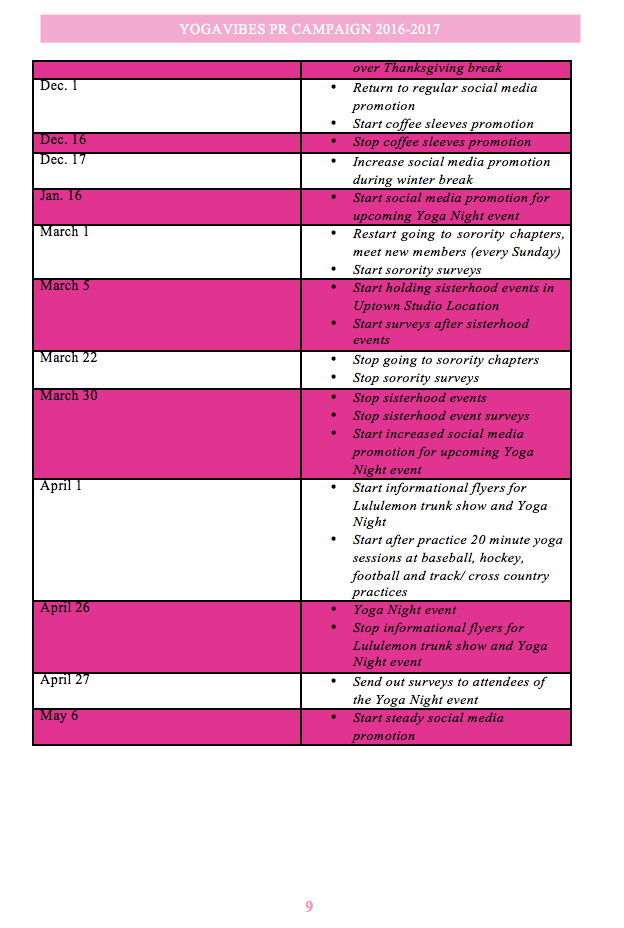 YOGAVIBES PR CAMPAIGN 2016-2017
over Thanksgiving break
Dec. 1
• Return to regular social media
promotion
• Start coffee sleeves promotion
Dec. 16
• Stop coffee sleeves promotion
Dec. 17
• Increase social media promotion
during winter break
Jan. 16
• Start social media promotion for
upcoming Yoga Night event
March 1
• Restart going to sorority chapters,
meet new members (every Sunday)
• Start sorority surveys
March 5
• Start holding sisterhood events in
Uptown Studio Location
• Start surveys after sisterhood
events
March 22
• Stop going to sorority chapters
• Stop sorority surveys
March 30
• Stop sisterhood events
• Stop sisterhood event surveys
• Start increased social media
promotion for upcoming Yoga
Night event
April 1
• Start informational flyers for
Lululemon trunk show and Yoga
Night
• Start after practice 20 minute yoga
sessions at baseball, hockey,
football and track/ cross country
practices
April 26
• Yoga Night event
• Stop informational flyers for
Lululemon trunk show and Yoga
Night event
April 27
• Send out surveys to attendees of
the Yoga Night event
May 6
• Start steady social media
promotion
9